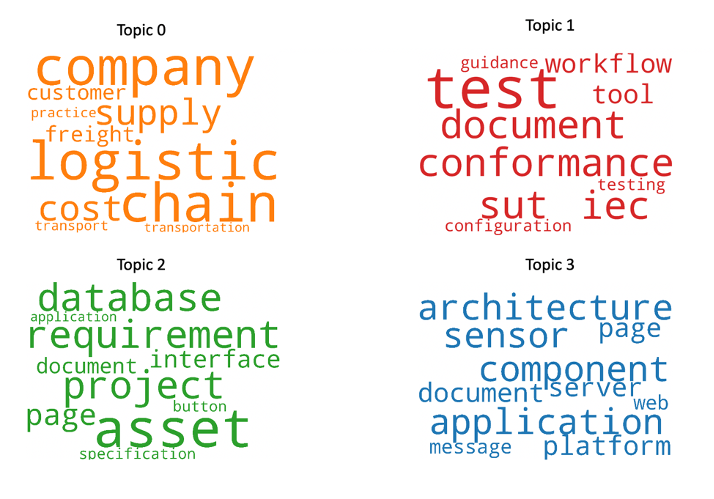 Topic 0
company
customer
practice supply
freight
logistic
cost chain
transport transportation
Topic 1
guidance workflow
test tool
document
conformance
testing
sut iec
configuration
Topic 2
database
application
requirement
document interface
project
button
page asset
specification
Topic 3
architecture
sensor page
component
document server
web
application
message platform